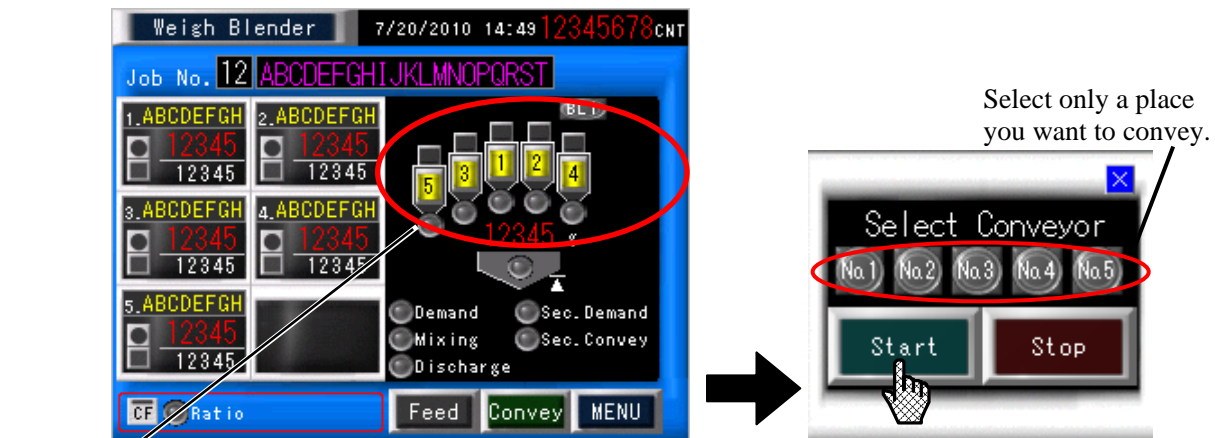 Weigh Blender 7/20/2010 14:49 12345678CNT
Job No. 12 ABCDEFGHIJKLMNOPQRST
1.ABCDEFGH
12345
12345
2.ABCDEFGH
12345
12345
3.ABCDEFGH
12345
12345
4.ABCDEFGH
12345
12345
5.ABCDEFGH
12345
12345
BL1
5 3 1 2 4
12345 g
Demand Sec.Demand
Mixing Sec.Convey
Discharge
CF Ratio
Feed Convey MENU
Select only a place
you want to convey.
Select Conveyor
No.1 No.2 No.3 No.4 No.5
Start Stop